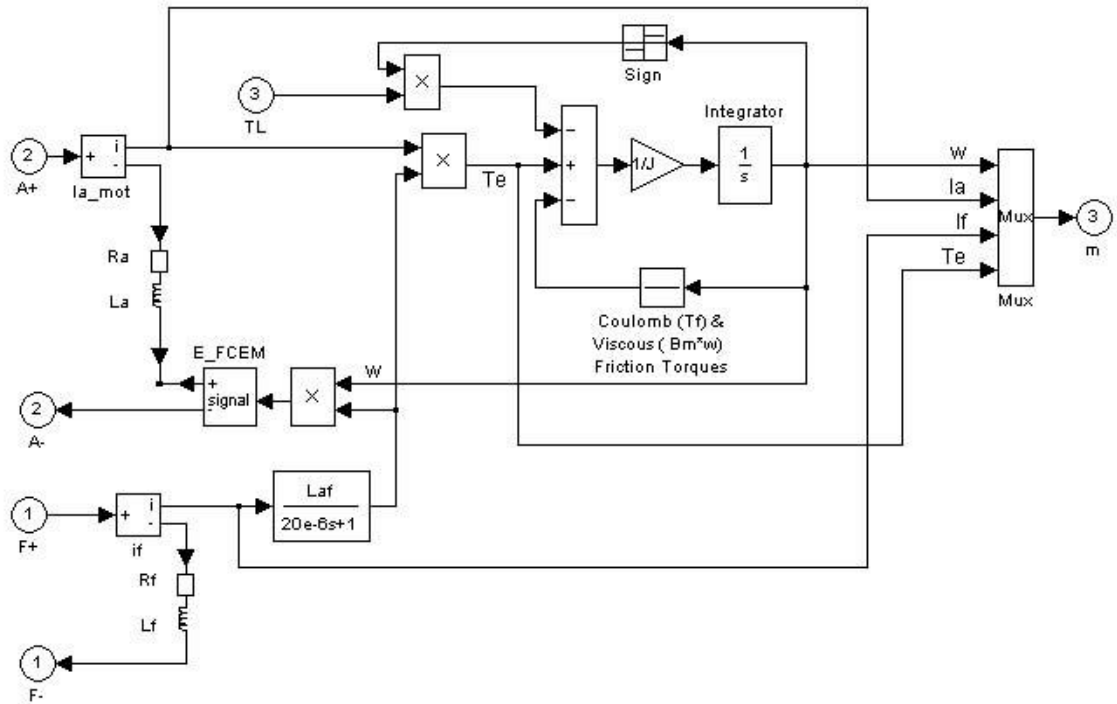 Sign
×
3
TL
Integrator
2
A+
+
i
-
Ia_mot
×
Te
−
+
−
1/J
1
s
w
Ia
If
Te
Mux
Mux
3
m
Ra
La
Coulomb (Tf) &
Viscous ( Bm*w)
Friction Torques
E_FCEM
+
signal
-
×
w
2
A-
Laf
20e-6s+1
1
F+
+
i
-
if
Rf
Lf
1
F-